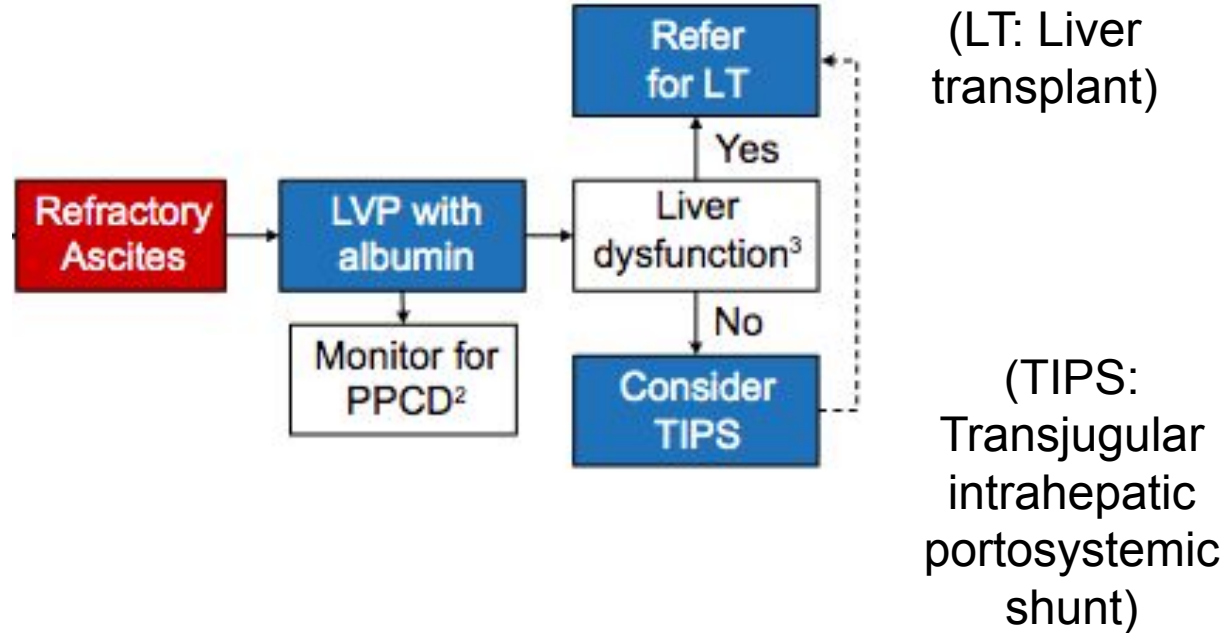 Refer
for LT
(LT: Liver
transplant)
Yes
Refractory
Ascites
LVP with
albumin
Liver
dysfunction3
No
Monitor for
PPCD2
Consider
TIPS
(TIPS:
Transjugular
intrahepatic
portosystemic
shunt)